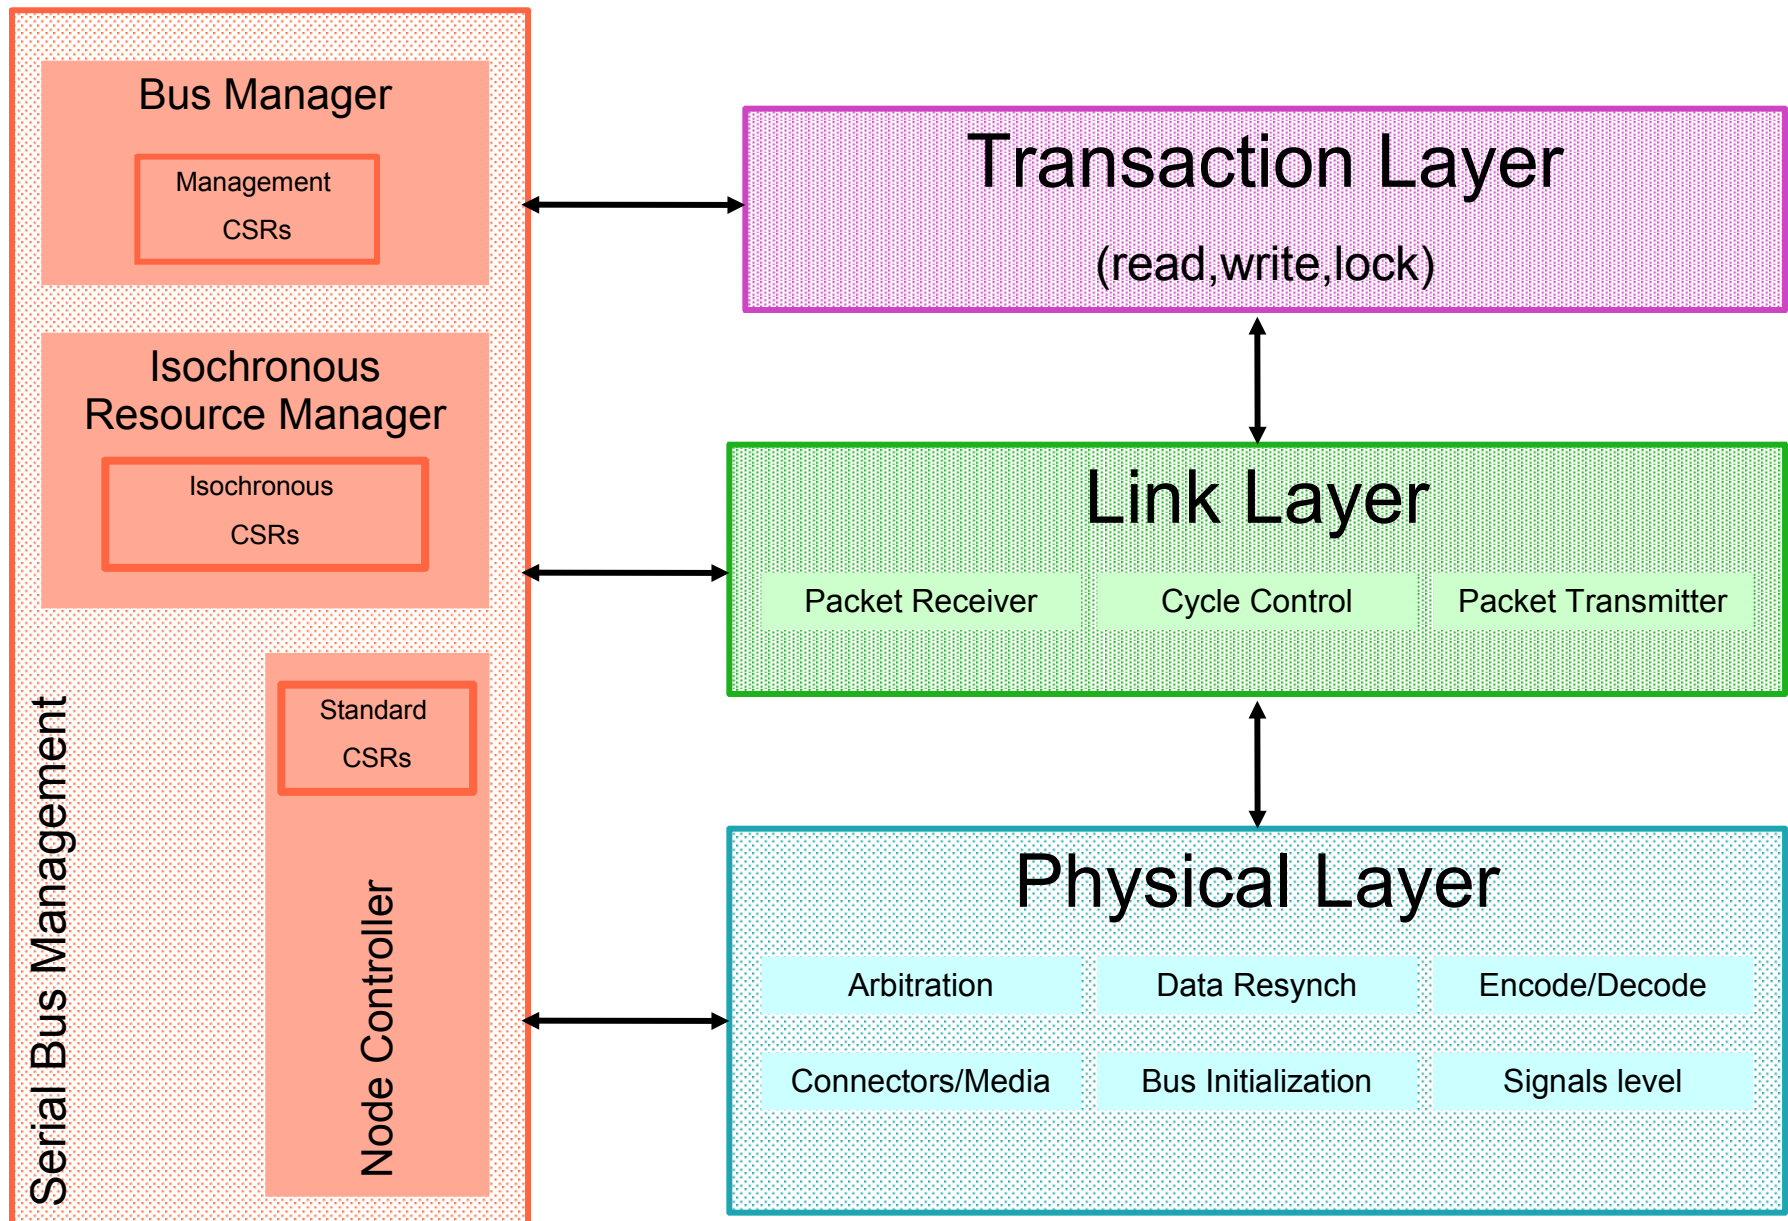 Bus Manager
Management
CSRs
Isochronous
Resource Manager
Isochronous
CSRs
Standard
CSRs
Node Controller
Serial Bus Management
Transaction Layer
(read,write,lock)
Link Layer
Packet Receiver
Cycle Control
Packet Transmitter
Physical Layer
Arbitration
Data Resynch
Encode/Decode
Connectors/Media
Bus Initialization
Signals level